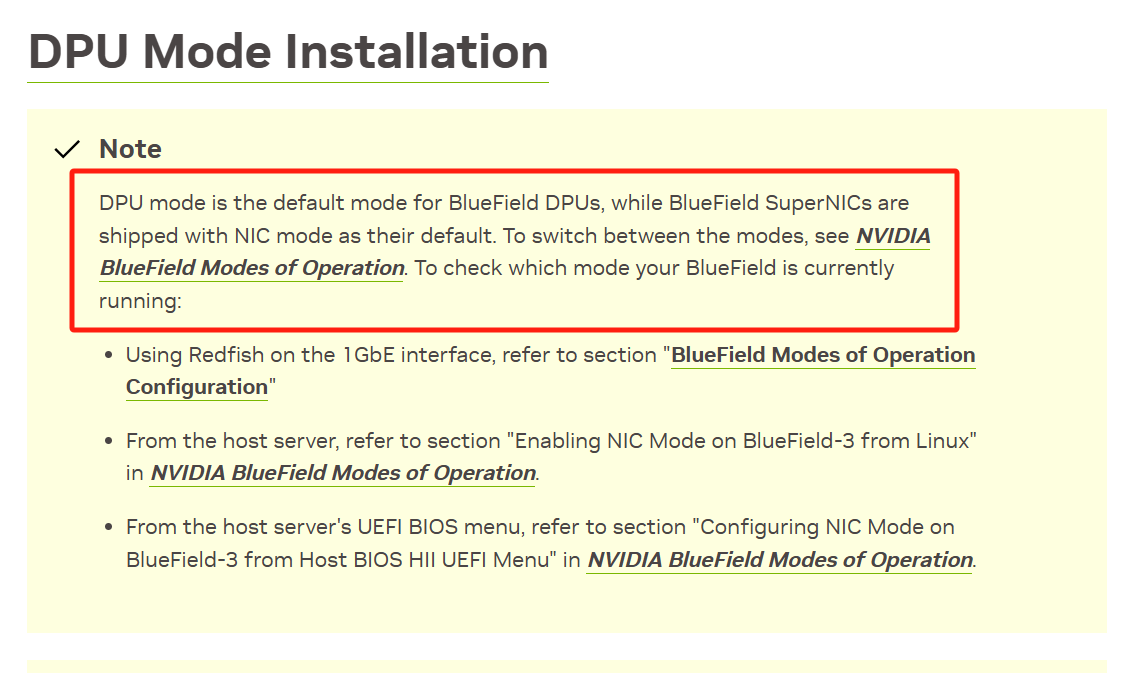 DPU Mode Installation
Note
DPU mode is the default mode for BlueField DPUs, while BlueField SuperNICs are
shipped with NIC mode as their default. To switch between the modes, see NVIDIA
BlueField Modes of Operation. To check which mode your BlueField is currently
running:
• Using Redfish on the 1GbE interface, refer to section "BlueField Modes of Operation
Configuration"
• From the host server, refer to section "Enabling NIC Mode on BlueField-3 from Linux"
in NVIDIA BlueField Modes of Operation.
• From the host server's UEFI BIOS menu, refer to section "Configuring NIC Mode on
BlueField-3 from Host BIOS HII UEFI Menu" in NVIDIA BlueField Modes of Operation.